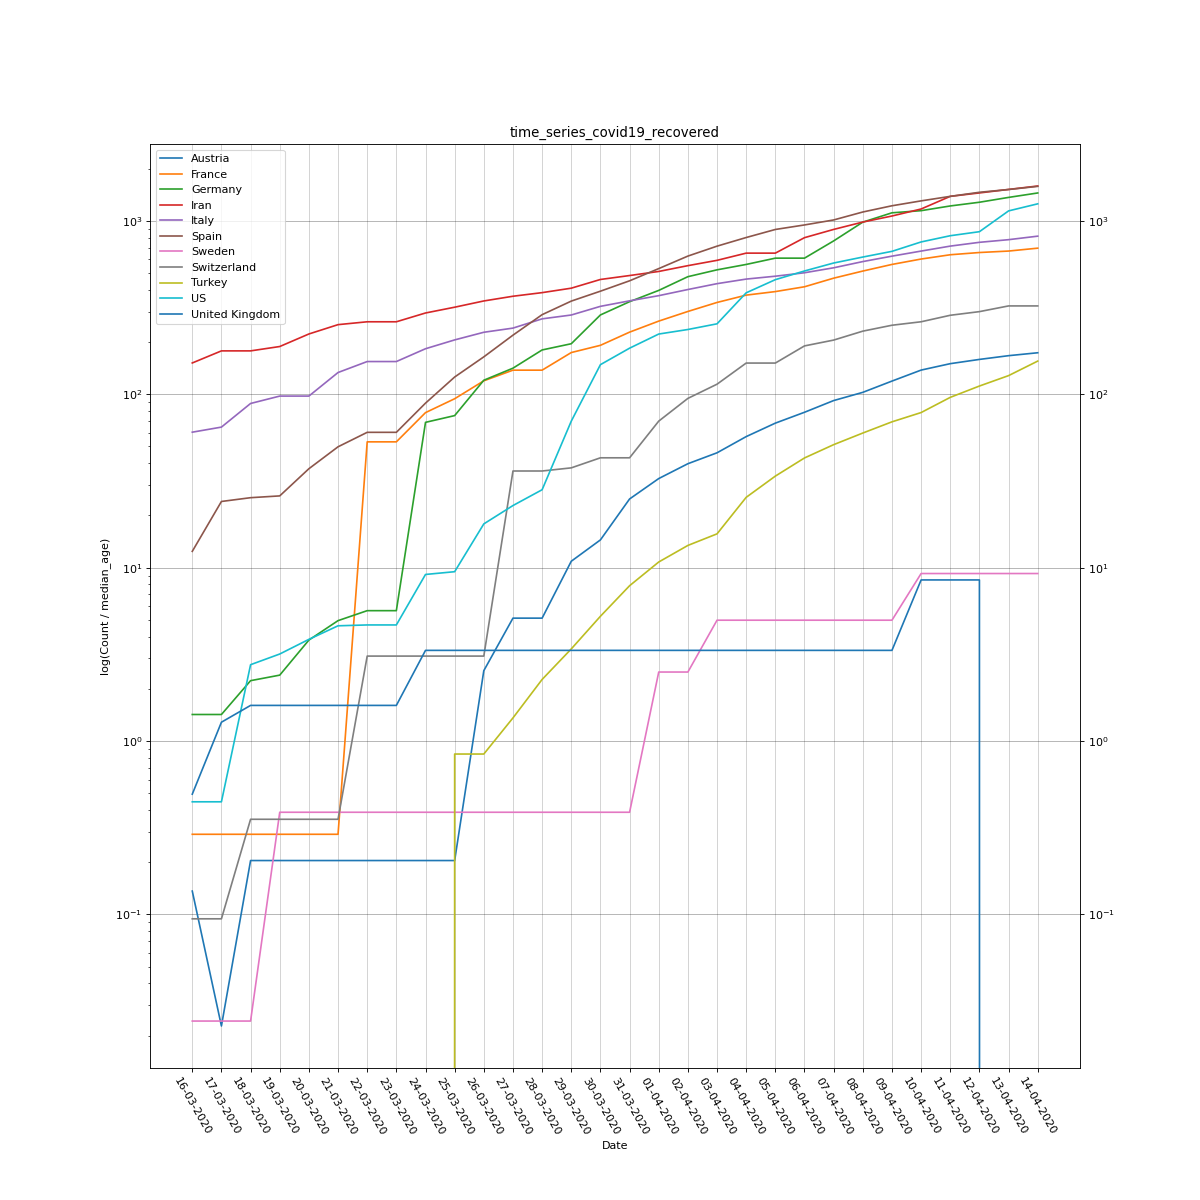 time_series_covid19_recovered
Austria
France
Germany
Iran
Italy
Spain
Sweden
Switzerland
Turkey
US
United Kingdom
log(Count / median_age)
10³
10²
10¹
10⁰
10⁻¹
10³
10²
10¹
10⁰
10⁻¹
16-03-2020
17-03-2020
18-03-2020
19-03-2020
20-03-2020
21-03-2020
22-03-2020
23-03-2020
24-03-2020
25-03-2020
26-03-2020
27-03-2020
28-03-2020
29-03-2020
30-03-2020
31-03-2020
01-04-2020
02-04-2020
03-04-2020
04-04-2020
05-04-2020
06-04-2020
07-04-2020
08-04-2020
09-04-2020
10-04-2020
11-04-2020
12-04-2020
13-04-2020
14-04-2020
Date